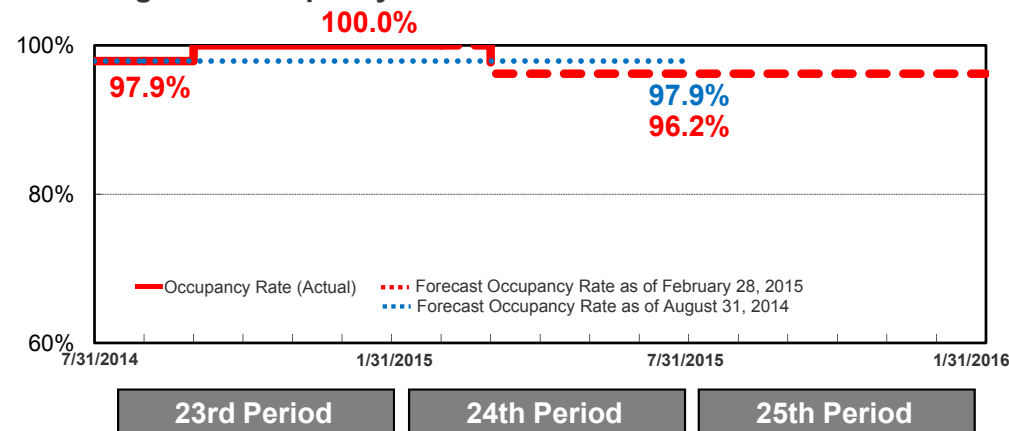 100.0%
100%
97.9%
97.9%
96.2%
80%
Occupancy Rate (Actual)
Forecast Occupancy Rate as of February 28, 2015
Forecast Occupancy Rate as of August 31, 2014
60%
7/31/2014 1/31/2015 7/31/2015 1/31/2016
23rd Period 24th Period 25th Period